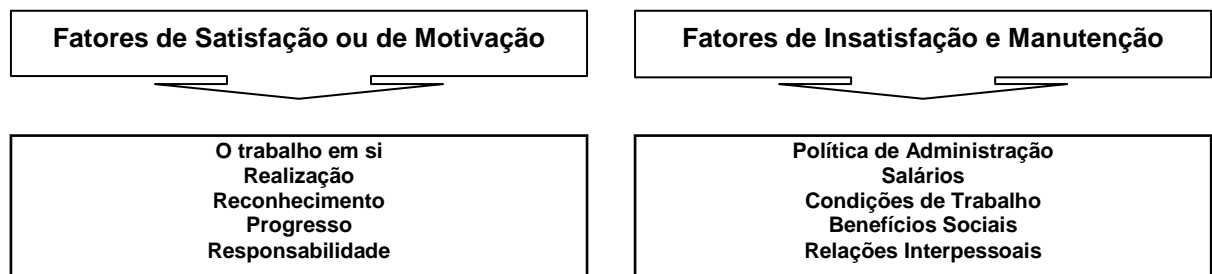 Fatores de Satisfação ou de Motivação
O trabalho em si
Realização
Reconhecimento
Progresso
Responsabilidade
Fatores de Insatisfação e Manutenção
Política de Administração
Salários
Condições de Trabalho
Benefícios Sociais
Relações Interpessoais